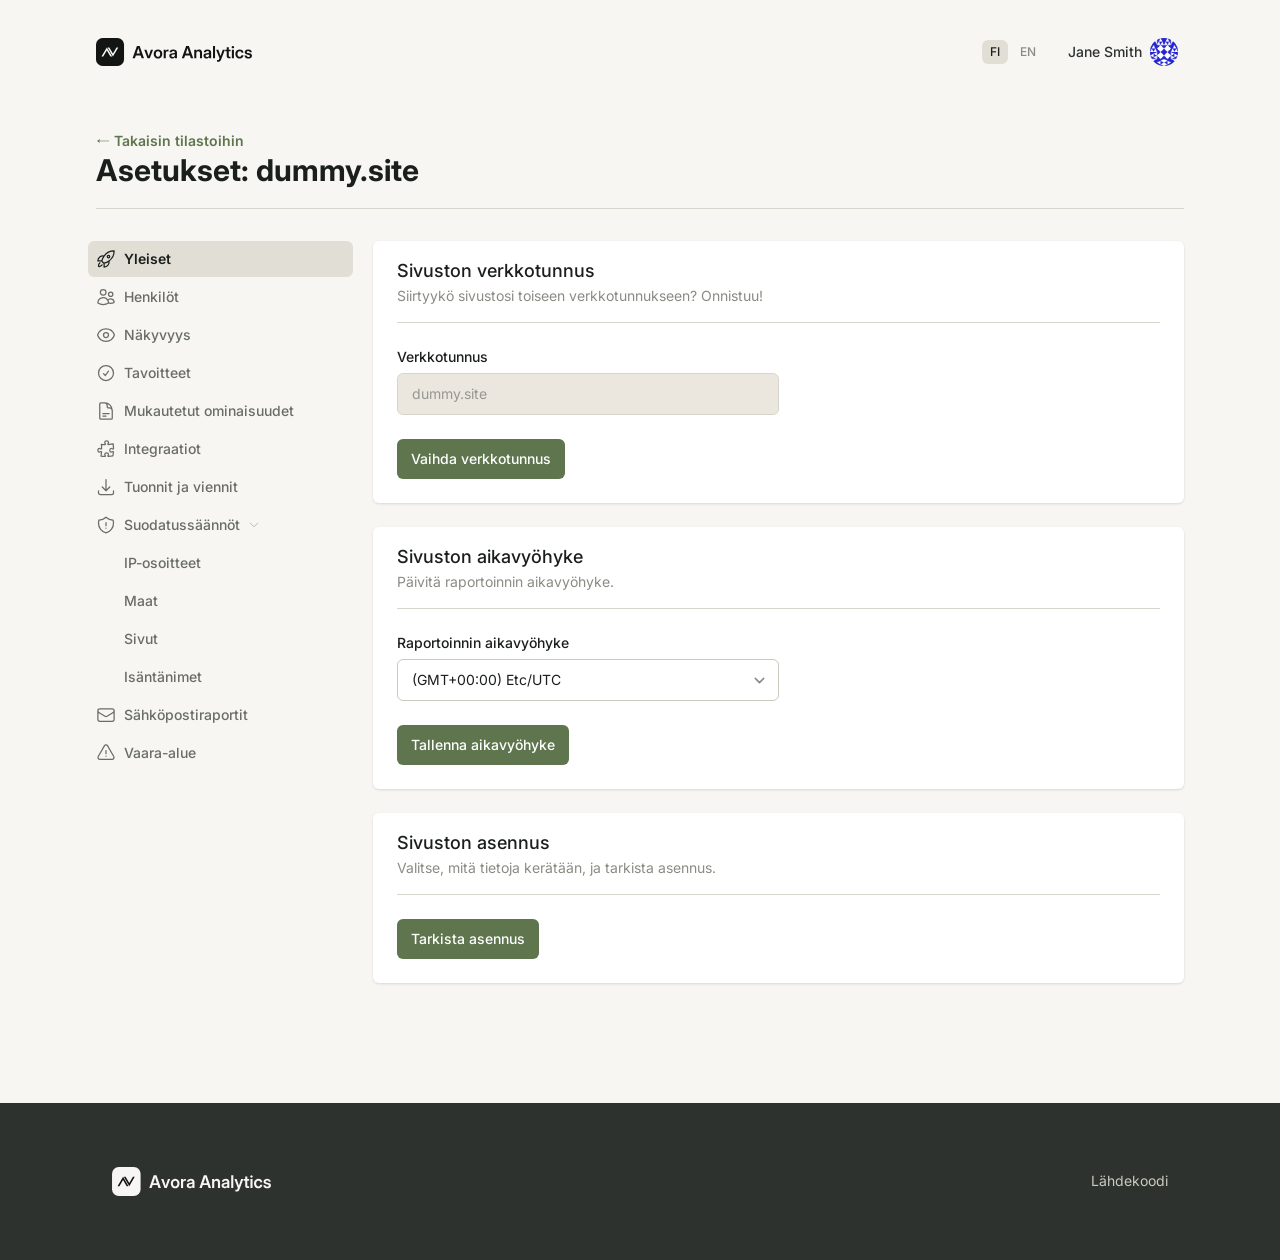 Avora Analytics
FI EN Jane Smith
← Takaisin tilastoihin
Asetukset: dummy.site
Yleiset
Henkilöt
Näkyvyys
Tavoitteet
Mukautetut ominaisuudet
Integraatiot
Tuonnit ja viennit
Suodatussäännöt
IP-osoitteet
Maat
Sivut
Isäntänimet
Sähköpostiraportit
Vaara-alue
Sivuston verkkotunnus
Siirtyykö sivustosi toiseen verkkotunnukseen? Onnistuu!
Verkkotunnus
dummy.site
Vaihda verkkotunnus
Sivuston aikavyöhyke
Päivitä raportoinnin aikavyöhyke.
Raportoinnin aikavyöhyke
(GMT+00:00) Etc/UTC
Tallenna aikavyöhyke
Sivuston asennus
Valitse, mitä tietoja kerätään, ja tarkista asennus.
Tarkista asennus
Avora Analytics
Lähdekoodi